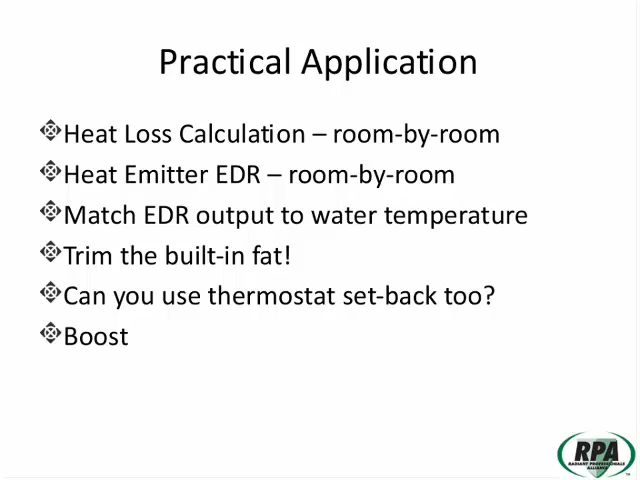 Practical Application
Heat Loss Calculation – room-by-room
Heat Emitter EDR – room-by-room
Match EDR output to water temperature
Trim the built-in fat!
Can you use thermostat set-back too?
Boost
RPA
RADIANT PROFESSIONALS
ALLIANCE